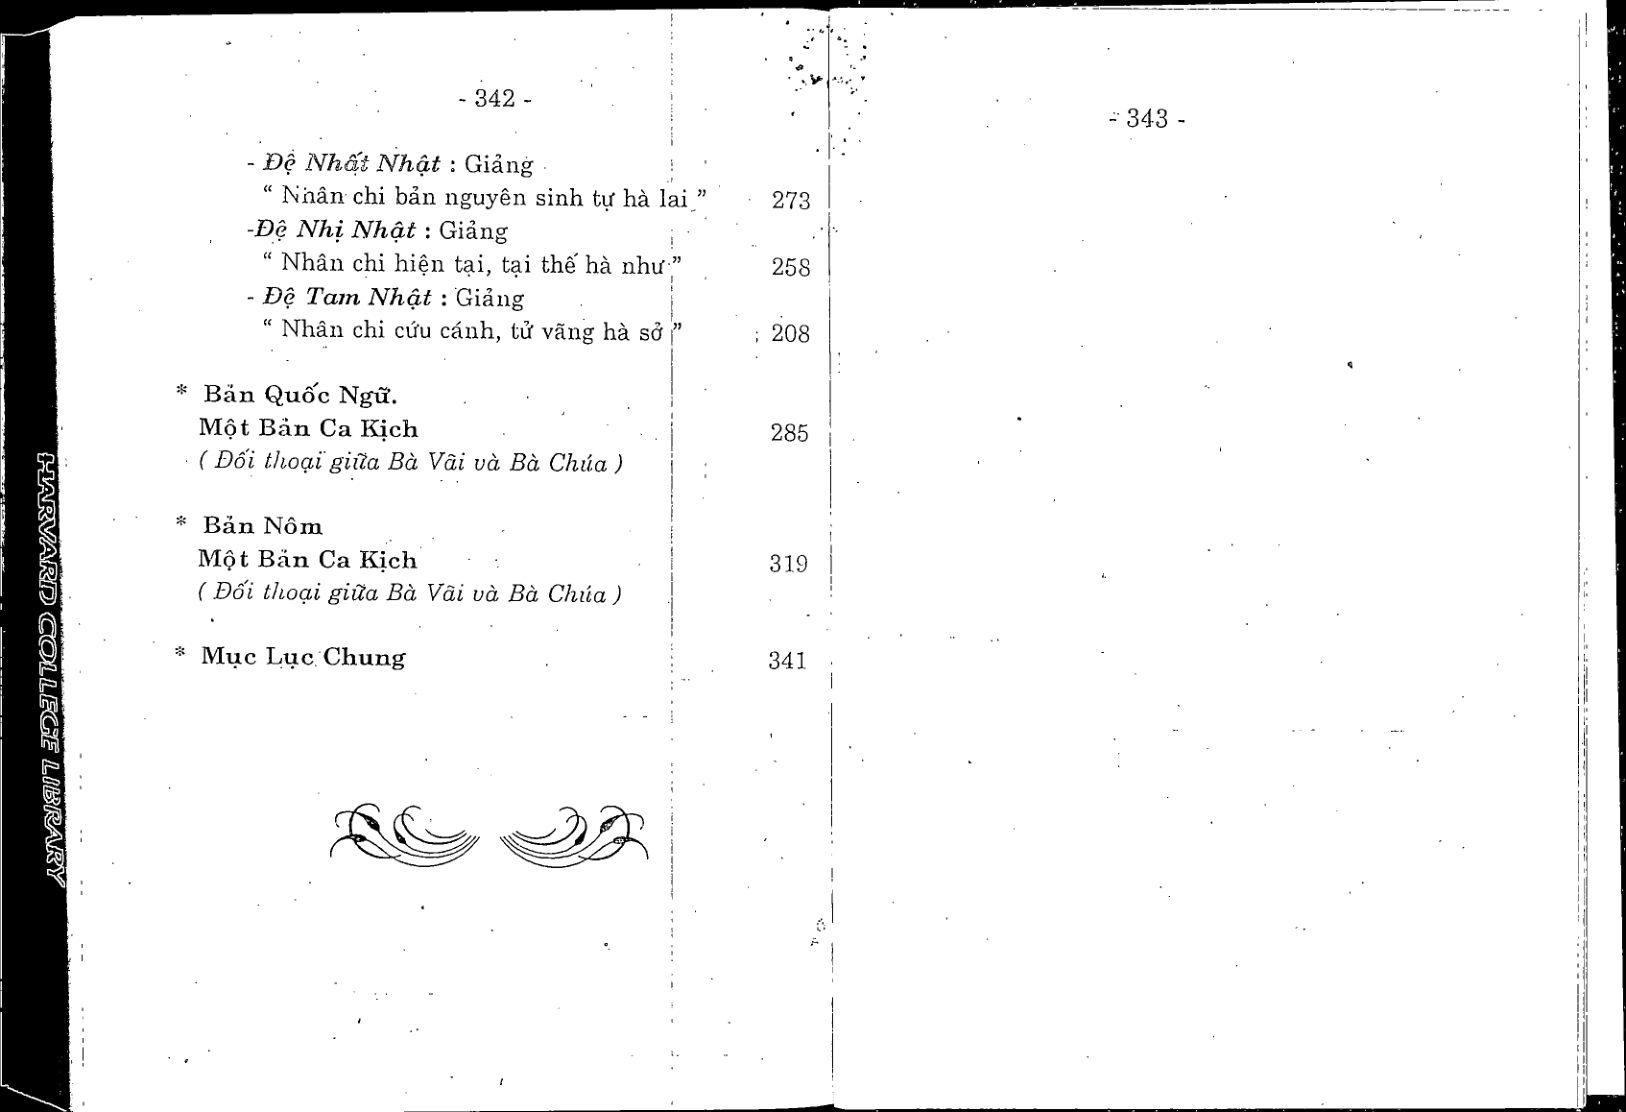 - 342 -
- Đệ Nhất Nhật : Giảng
“ Nhân chi bản nguyên sinh tự hà lai ” 273
-Đệ Nhị Nhật : Giảng
“ Nhân chi hiện tại, tại thế hà như ” 258
- Đệ Tam Nhật : Giảng
“ Nhân chi cứu cánh, tử vãng hà sở ” 208
* Bản Quốc Ngữ.
Một Bản Ca Kịch 285
( Đối thoại giữa Bà Vãi và Bà Chúa )
* Bản Nôm
Một Bản Ca Kịch 319
( Đối thoại giữa Bà Vãi và Bà Chúa )
* Mục Lục Chung 341
HARVARD COLLEGE LIBRARY
- 343 -